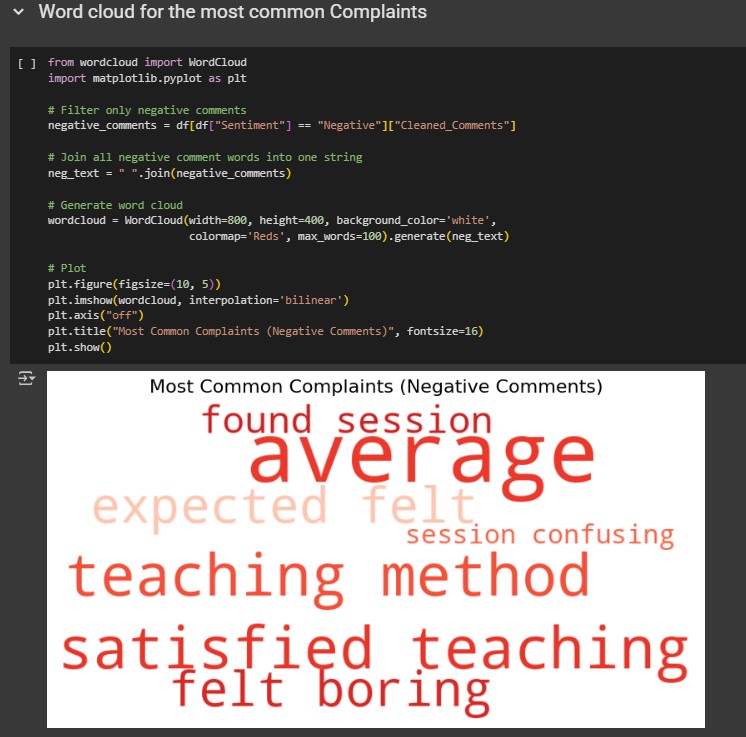 Word cloud for the most common Complaints
[ ] from wordcloud import WordCloud
import matplotlib.pyplot as plt
# Filter only negative comments
negative_comments = df[df["Sentiment"] == "Negative"]["Cleaned_Comments"]
# Join all negative comment words into one string
neg_text = " ".join(negative_comments)
# Generate word cloud
wordcloud = WordCloud(width=800, height=400, background_color='white',
colormap='Reds', max_words=100).generate(neg_text)
# Plot
plt.figure(figsize=(10, 5))
plt.imshow(wordcloud, interpolation='bilinear')
plt.axis("off")
plt.title("Most Common Complaints (Negative Comments)", fontsize=16)
plt.show()
Most Common Complaints (Negative Comments)
found session
average
expected felt
session confusing
teaching method
satisfied teaching
felt boring